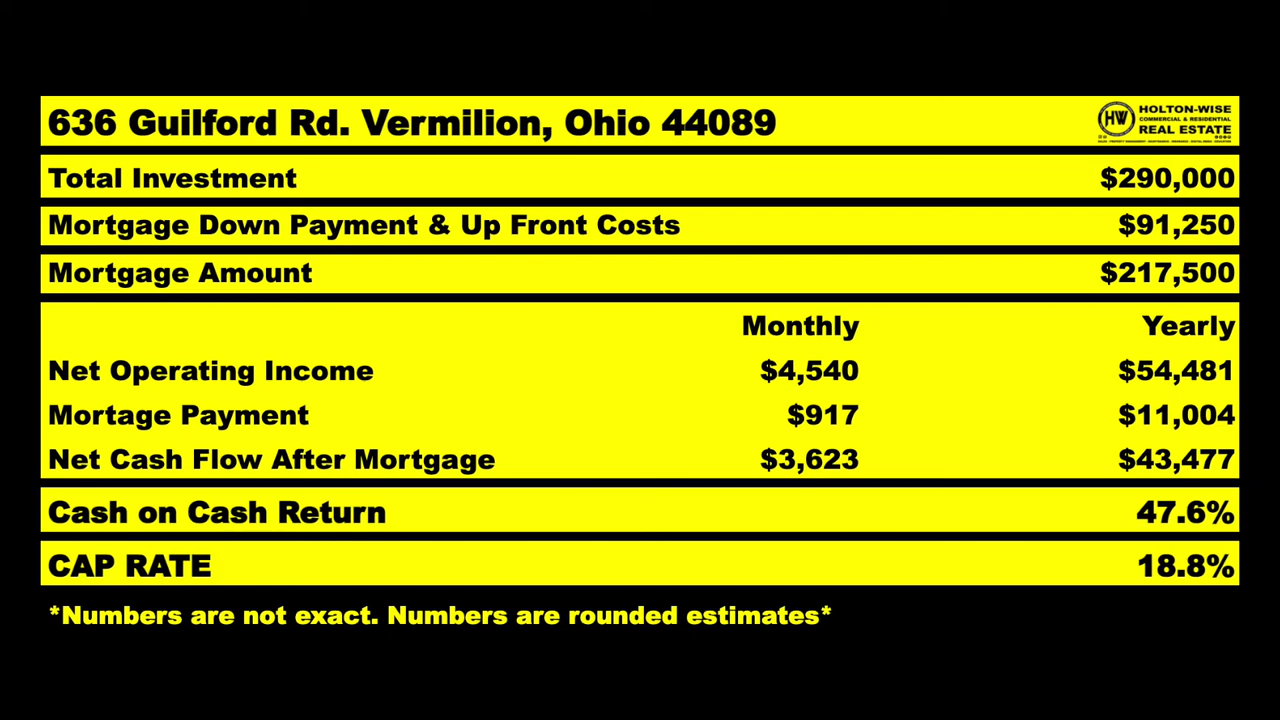 636 Guilford Rd. Vermilion, Ohio 44089
HOLTON-WISE
COMMERCIAL & RESIDENTIAL
REAL ESTATE
HW
Total Investment $290,000
Mortgage Down Payment & Up Front Costs $91,250
Mortgage Amount $217,500
Monthly Yearly
Net Operating Income $4,540 $54,481
Mortage Payment $917 $11,004
Net Cash Flow After Mortgage $3,623 $43,477
Cash on Cash Return 47.6%
CAP RATE 18.8%
*Numbers are not exact. Numbers are rounded estimates*